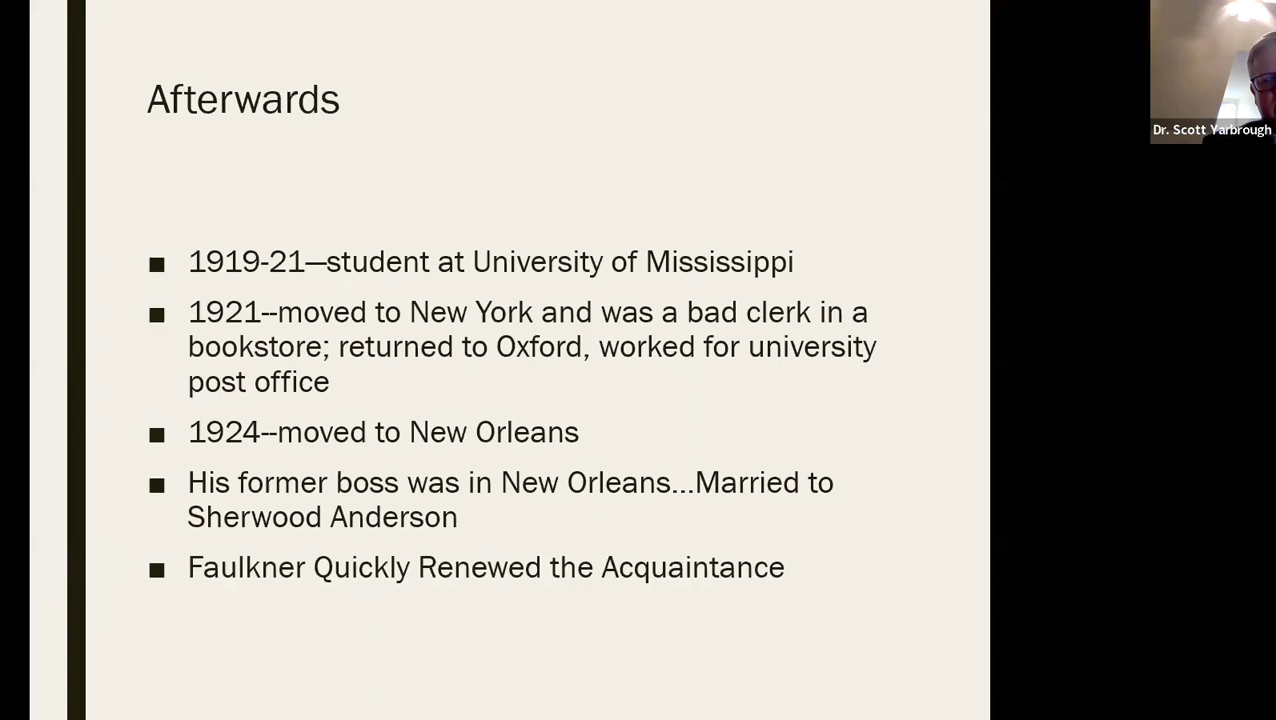 Afterwards
Dr. Scott Yarbrough
■ 1919-21—student at University of Mississippi
■ 1921--moved to New York and was a bad clerk in a
bookstore; returned to Oxford, worked for university
post office
■ 1924--moved to New Orleans
■ His former boss was in New Orleans...Married to
Sherwood Anderson
■ Faulkner Quickly Renewed the Acquaintance